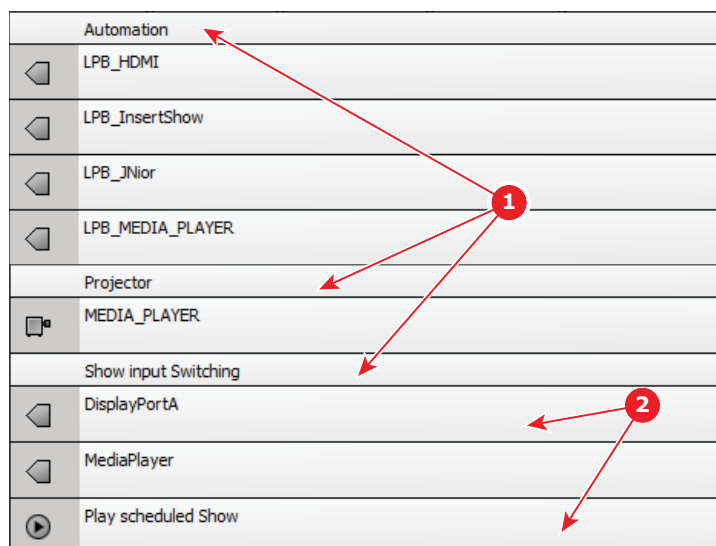 Automation
LPB_HDMI
LPB_InsertShow
LPB_JNior
1
LPB_MEDIA_PLAYER
Projector
MEDIA_PLAYER
Show input Switching
DisplayPortA
2
MediaPlayer
Play scheduled Show